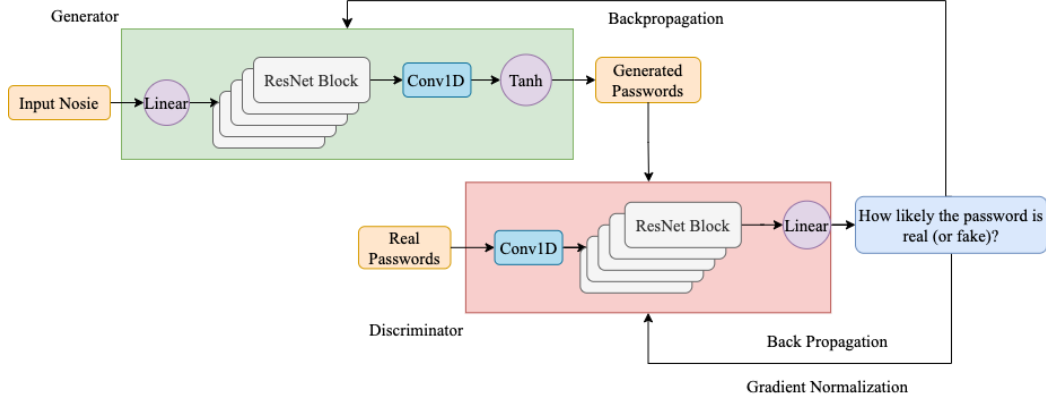 Generator
Backpropagation
Input Nosie
Linear
ResNet Block
Conv1D
Tanh
Generated
Passwords
Real
Passwords
Conv1D
ResNet Block
Linear
How likely the password is
real (or fake)?
Discriminator
Back Propagation
Gradient Normalization